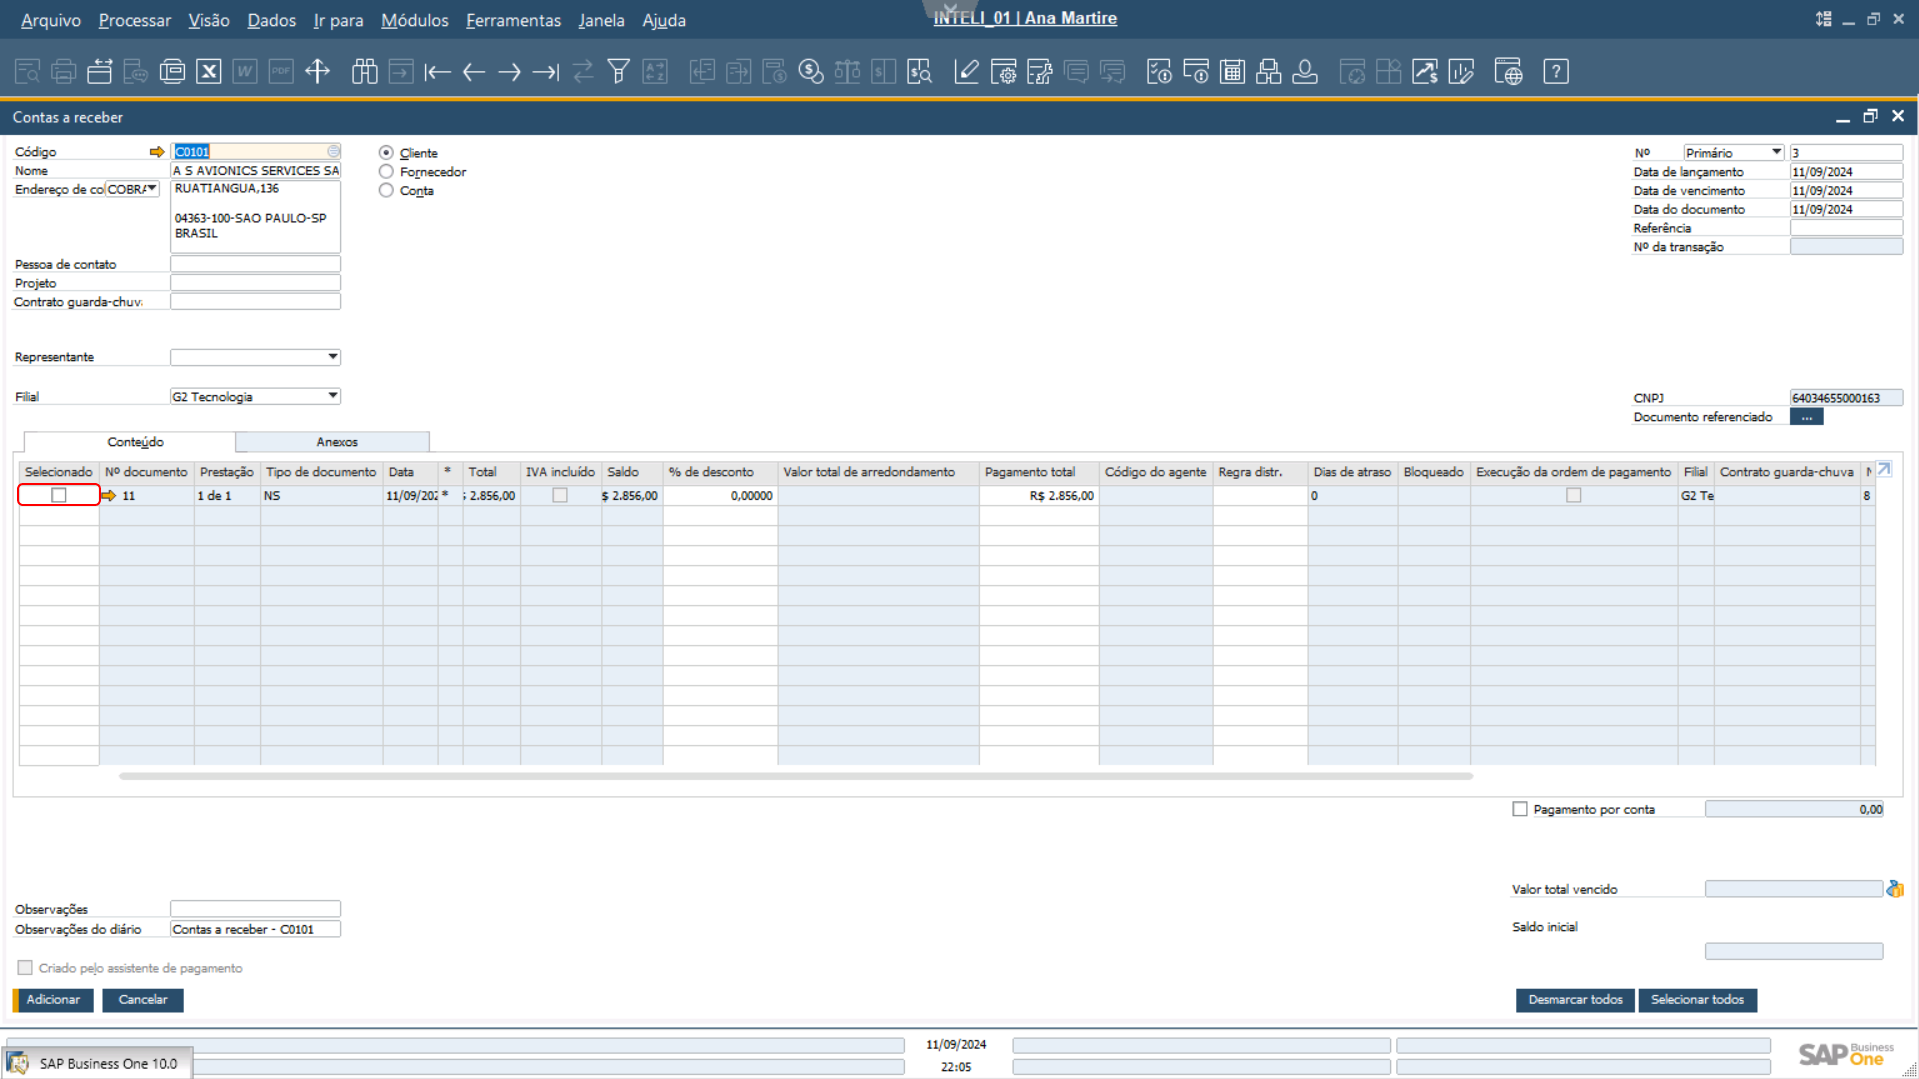 Arquivo Processar Visão Dados Ir para Módulos Ferramentas Janela Ajuda
INTELI_01 | Ana Martire
Contas a receber
Código C0101
Nome A S AVIONICS SERVICES SA
Endereço de co COBRA
RUATIANGUA,136
04363-100-SAO PAULO-SP
BRASIL
Pessoa de contato
Projeto
Contrato guarda-chuv
Representante
Filial G2 Tecnologia
Cliente
Fornecedor
Conta
Nº Primário 3
Data de lançamento 11/09/2024
Data de vencimento 11/09/2024
Data do documento 11/09/2024
Referência
Nº da transação
CNPJ 64034655000163
Documento referenciado ...
Conteúdo Anexos
Selecionado Nº documento Prestação Tipo de documento Data * Total IVA incluído Saldo % de desconto Valor total de arredondamento Pagamento total Código do agente Regra distr. Dias de atraso Bloqueado Execução da ordem de pagamento Filial Contrato guarda-chuva N
11 1 de 1 NS 11/09/202 * $ 2.856,00 $ 2.856,00 0,00000 R$ 2.856,00 0 G2 Te 8
Pagamento por conta 0,00
Valor total vencido
Saldo inicial
Observações
Observações do diário Contas a receber - C0101
Criado pelo assistente de pagamento
Adicionar Cancelar
Desmarcar todos Selecionar todos
11/09/2024
22:05
SAP Business One 10.0
SAP Business One